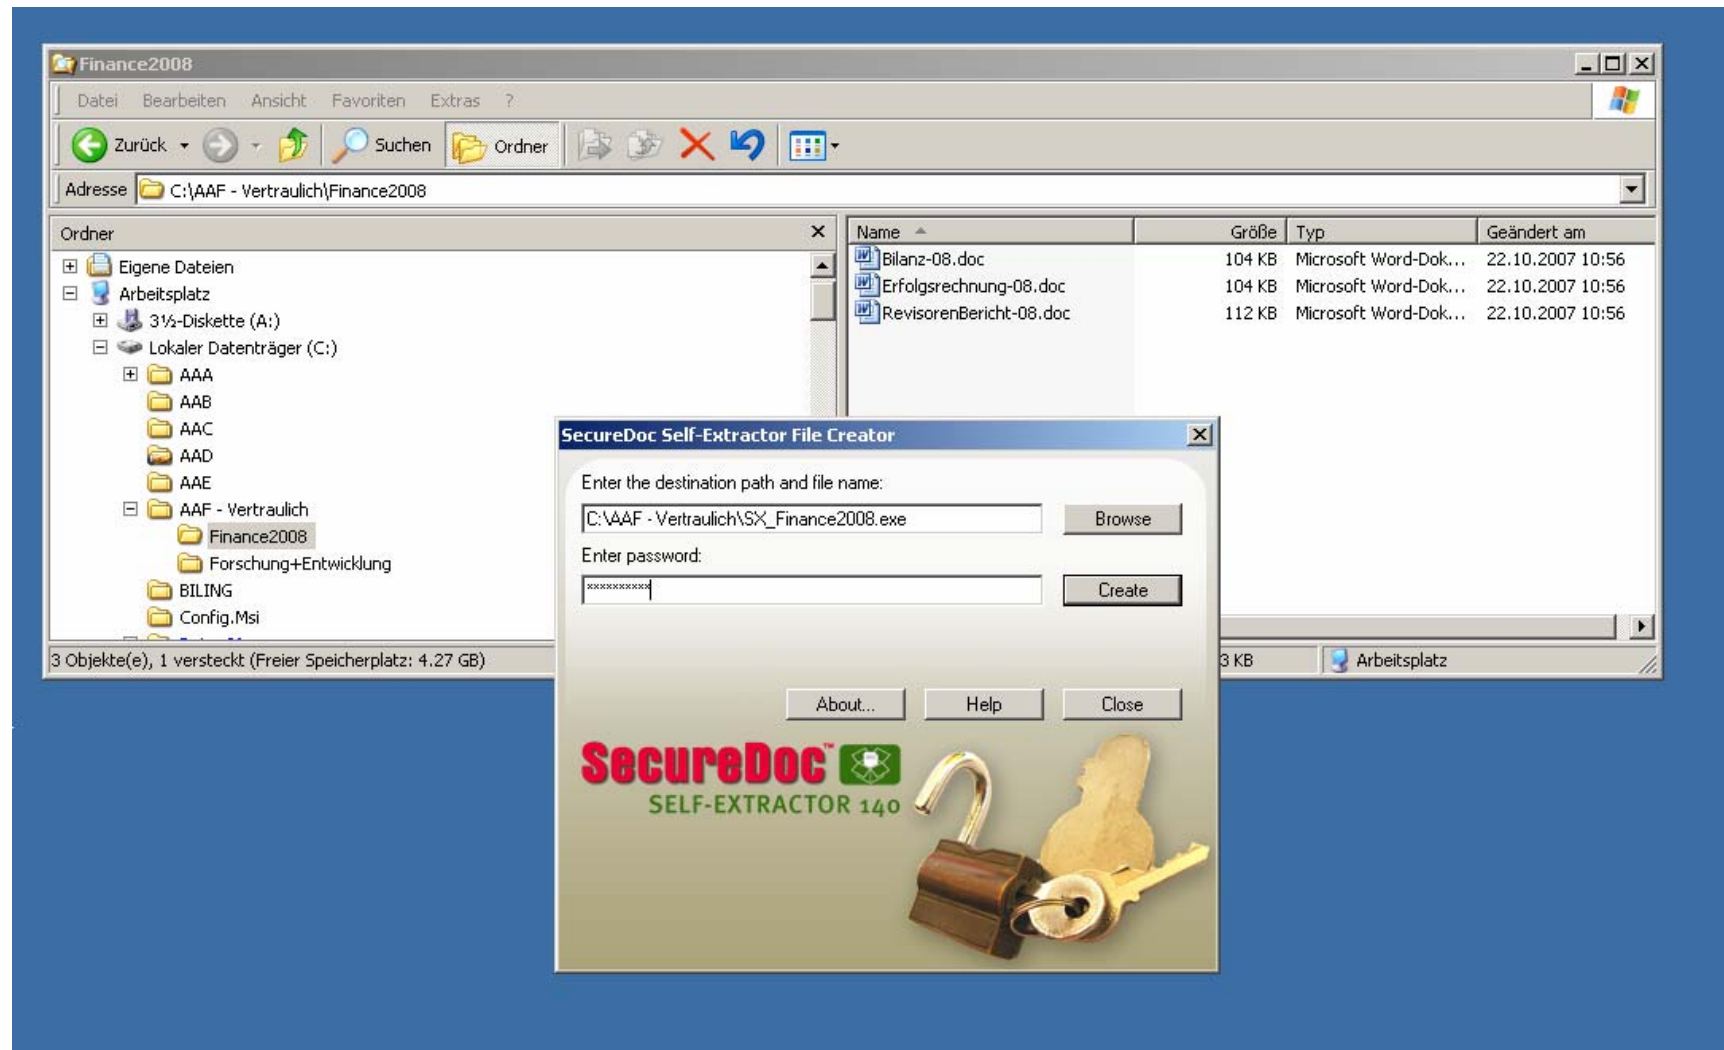 Finance2008
Datei Bearbeiten Ansicht Favoriten Extras ?
Zurück Suchen Ordner
Adresse C:\AAF - Vertraulich\Finance2008
Ordner
Eigene Dateien
Arbeitsplatz
3½-Diskette (A:)
Lokaler Datenträger (C:)
AAA
AAB
AAC
AAD
AAE
AAF - Vertraulich
Finance2008
Forschung+Entwicklung
BILING
Config.Msi
Name Größe Typ Geändert am
Bilanz-08.doc 104 KB Microsoft Word-Dok... 22.10.2007 10:56
Erfolgsrechnung-08.doc 104 KB Microsoft Word-Dok... 22.10.2007 10:56
RevisorenBericht-08.doc 112 KB Microsoft Word-Dok... 22.10.2007 10:56
3 Objekte(e), 1 versteckt (Freier Speicherplatz: 4.27 GB) 3 KB Arbeitsplatz
SecureDoc Self-Extractor File Creator
Enter the destination path and file name:
C:\AAF - Vertraulich\SX_Finance2008.exe Browse
Enter password:
********** Create
About... Help Close
SecureDoc™
SELF-EXTRACTOR 140